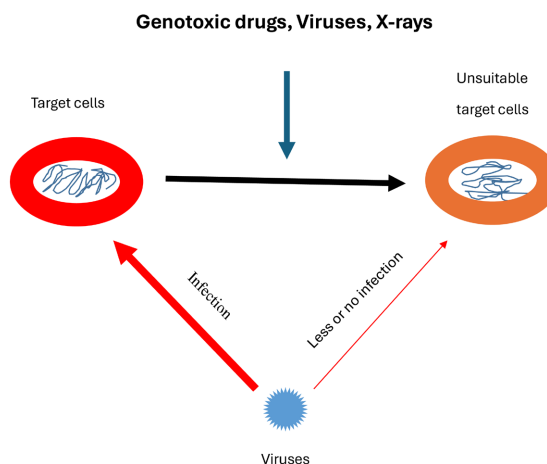 Genotoxic drugs, Viruses, X-rays
Target cells
Unsuitable
target cells
Infection
Less or no infection
Viruses